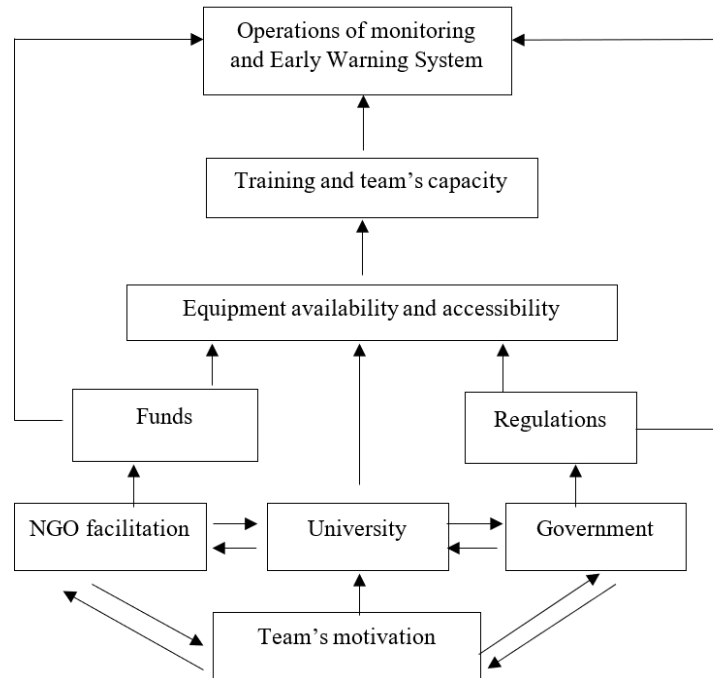 Operations of monitoring
and Early Warning System
Training and team’s capacity
Equipment availability and accessibility
Funds
Regulations
NGO facilitation
University
Government
Team’s motivation